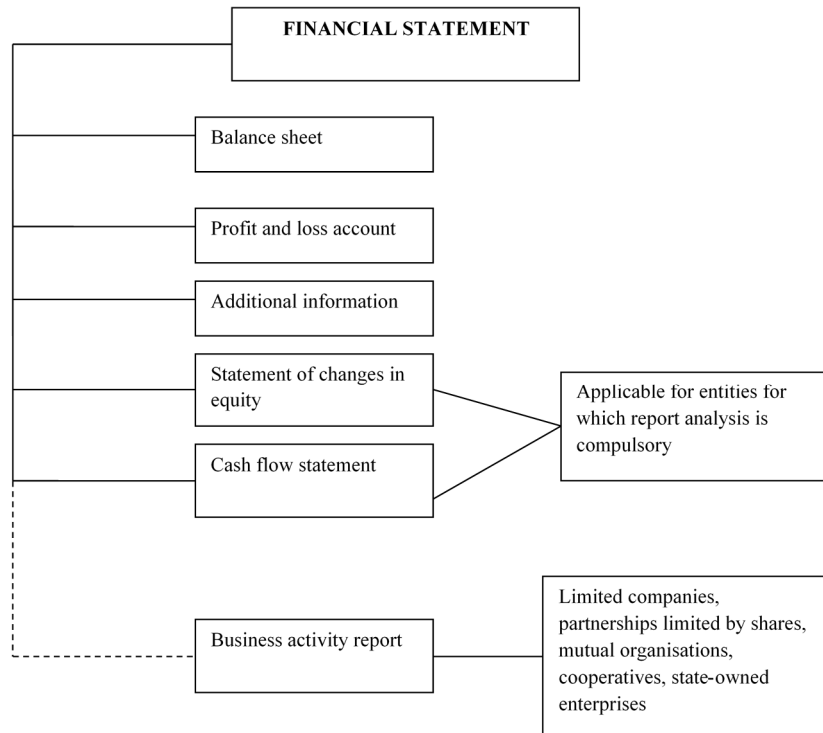 FINANCIAL STATEMENT
Balance sheet
Profit and loss account
Additional information
Statement of changes in
equity
Cash flow statement
Applicable for entities for
which report analysis is
compulsory
Business activity report
Limited companies,
partnerships limited by shares,
mutual organisations,
cooperatives, state-owned
enterprises